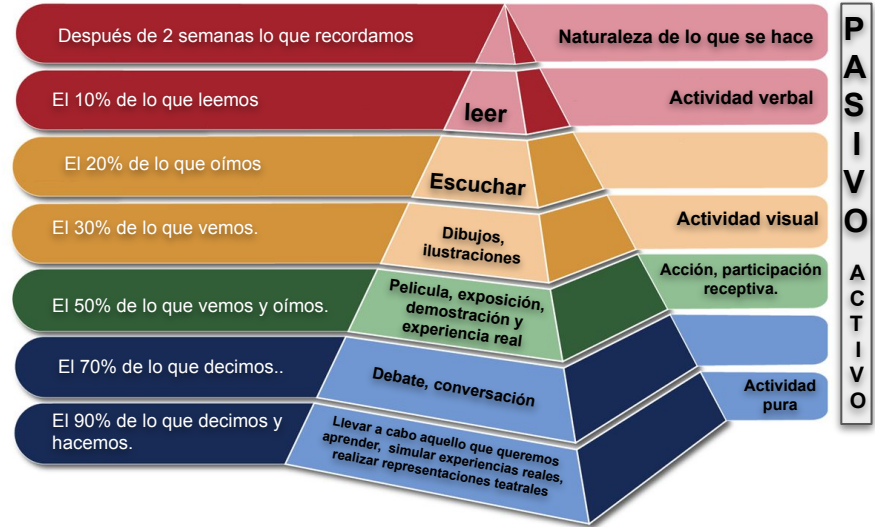 Después de 2 semanas lo que recordamos
Naturaleza de lo que se hace
El 10% de lo que leemos
leer
Actividad verbal
El 20% de lo que oímos
Escuchar
El 30% de lo que vemos.
Dibujos,
ilustraciones
Actividad visual
El 50% de lo que vemos y oímos.
Pelicula, exposición,
demostración y
experiencia real
Acción, participación
receptiva.
El 70% de lo que decimos..
Debate, conversación
El 90% de lo que decimos y
hacemos.
Llevar a cabo aquello que queremos
aprender, simular experiencias reales,
realizar representaciones teatrales
Actividad
pura
PASIVO
ACTIVO